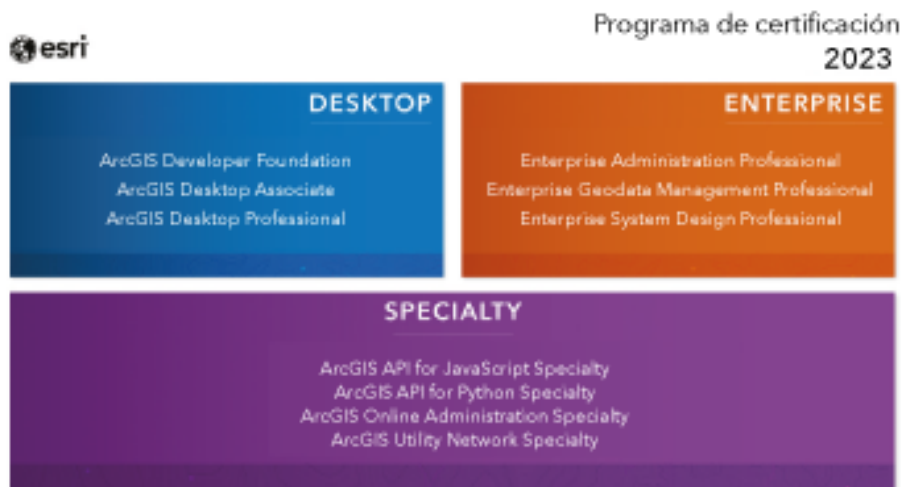 esri
Programa de certificación
2023
DESKTOP
ArcGIS Developer Foundation
ArcGIS Desktop Associate
ArcGIS Desktop Professional
ENTERPRISE
Enterprise Administration Professional
Enterprise Geodata Management Professional
Enterprise System Design Professional
SPECIALTY
ArcGIS API for JavaScript Specialty
ArcGIS API for Python Specialty
ArcGIS Online Administration Specialty
ArcGIS Utility Network Specialty